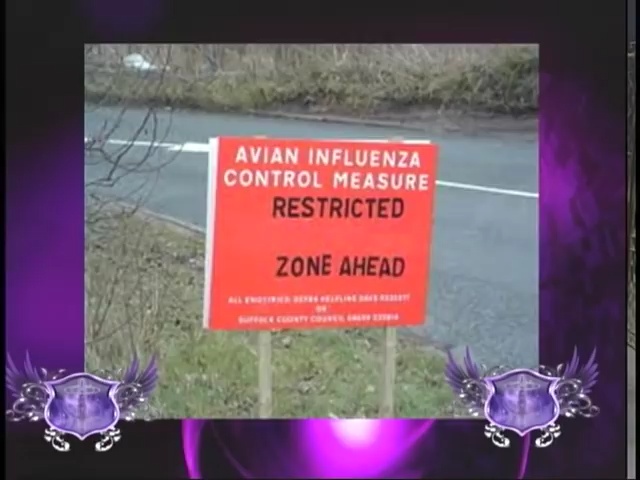 AVIAN INFLUENZA
CONTROL MEASURE
RESTRICTED
ZONE AHEAD
ALL ENQUIRIES: DEFRA HELPLINE
OR
SUFFOLK COUNTY COUNCIL